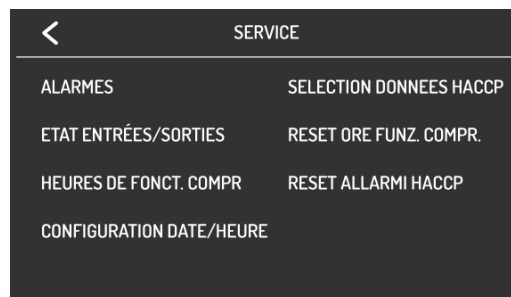 SERVICE
ALARMES
SELECTION DONNEES HACCP
ETAT ENTRÉES/SORTIES
RESET ORE FUNZ. COMPR.
HEURES DE FONCT. COMPR
RESET ALLARMI HACCP
CONFIGURATION DATE/HEURE